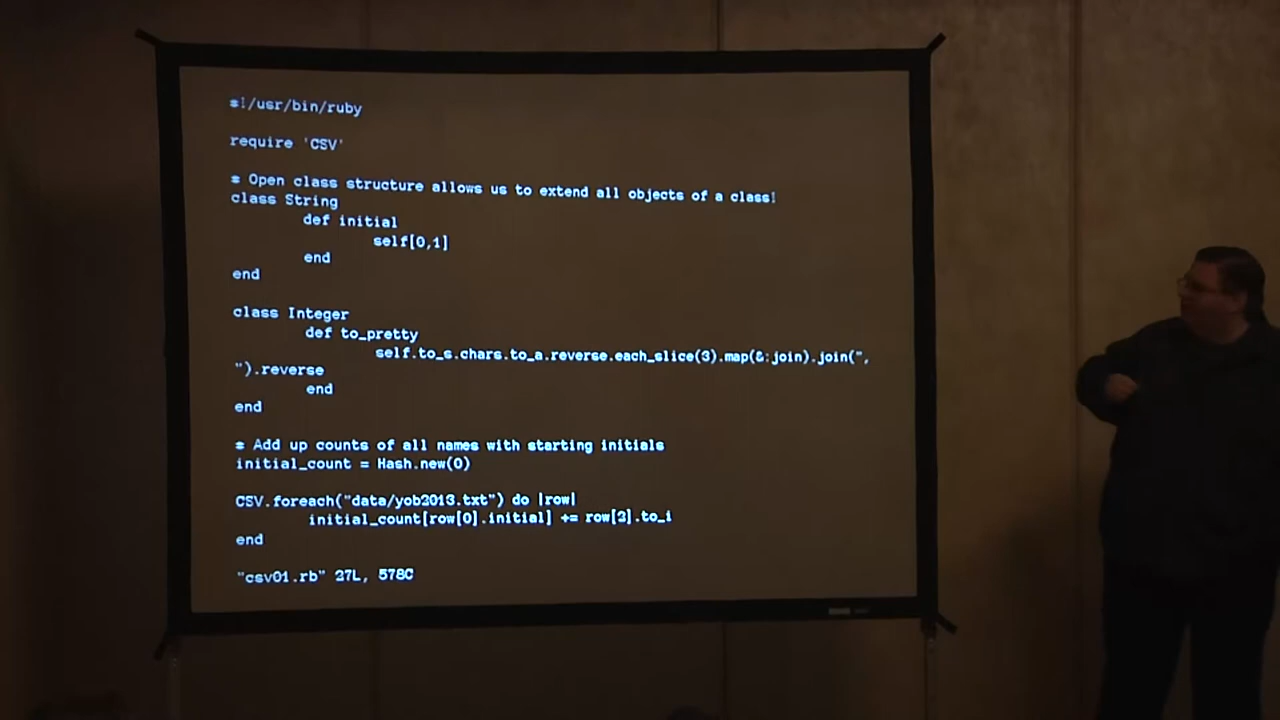 #!/usr/bin/ruby
require 'CSV'
# Open class structure allows us to extend all objects of a class!
class String
def initial
self[0,1]
end
end
class Integer
def to_pretty
self.to_s.chars.to_a.reverse.each_slice(3).map(&:join).join(",
").reverse
end
end
# Add up counts of all names with starting initials
initial_count = Hash.new(0)
CSV.foreach("data/yob2013.txt") do |row|
initial_count[row[0].initial] += row[2].to_i
end
"csv01.rb" 27L, 578C